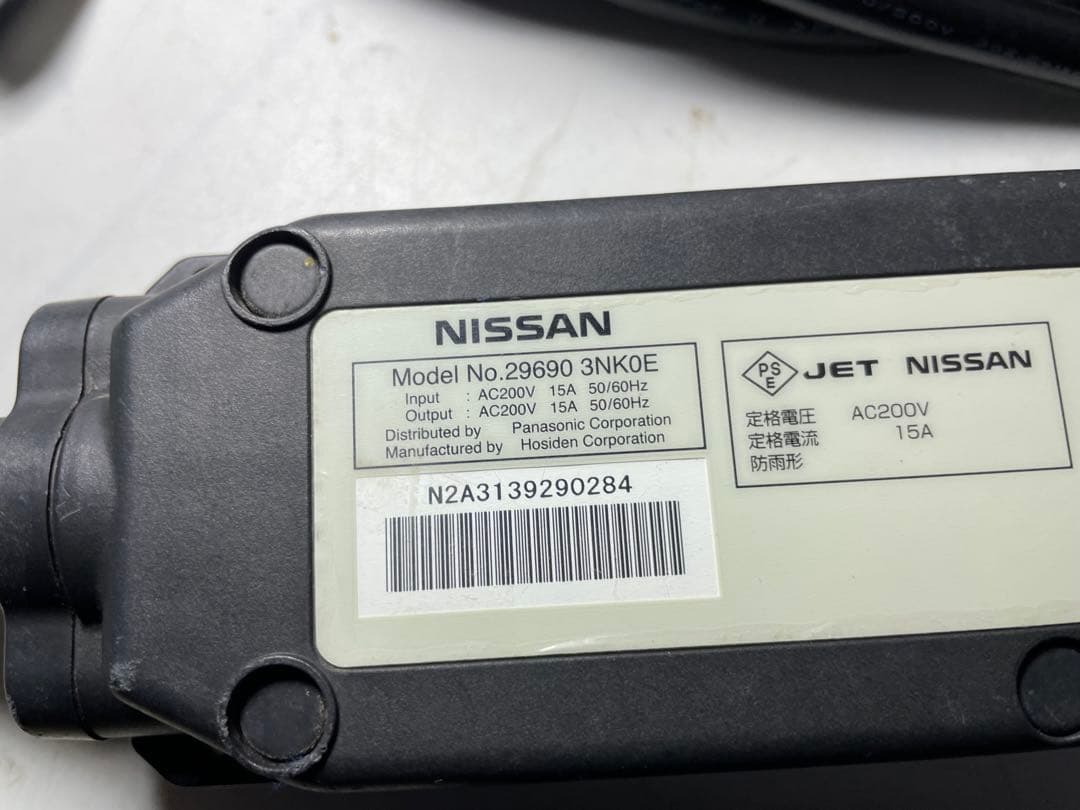 NISSAN
Model No.29690 3NK0E
Input : AC200V 15A 50/60Hz
Output : AC200V 15A 50/60Hz
Distributed by Panasonic Corporation
Manufactured by Hosiden Corporation
N2A3139290284
PS
E
JET NISSAN
定格電圧 AC200V
定格電流 15A
防雨形